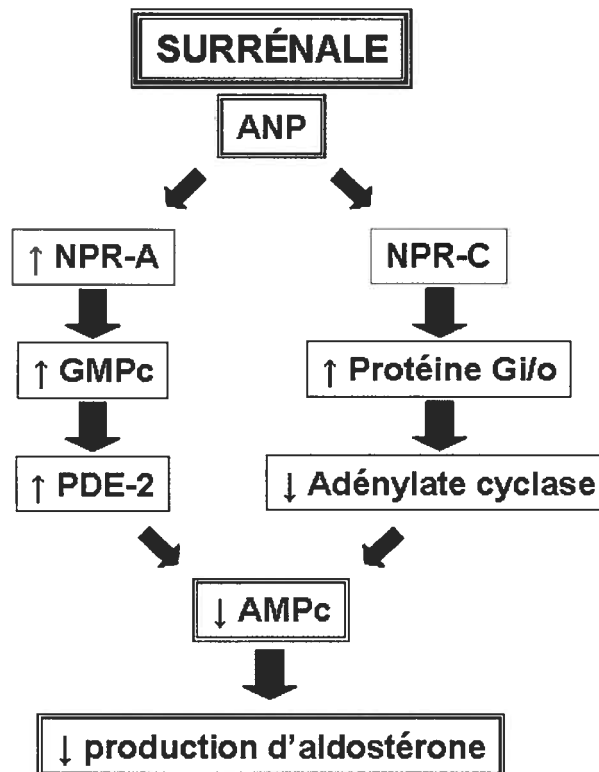 SURRÉNALE
ANP
↑ NPR-A
NPR-C
↑ GMPc
↑ Protéine Gi/o
↑ PDE-2
↓ Adénylate cyclase
↓ AMPc
↓ production d'aldostérone